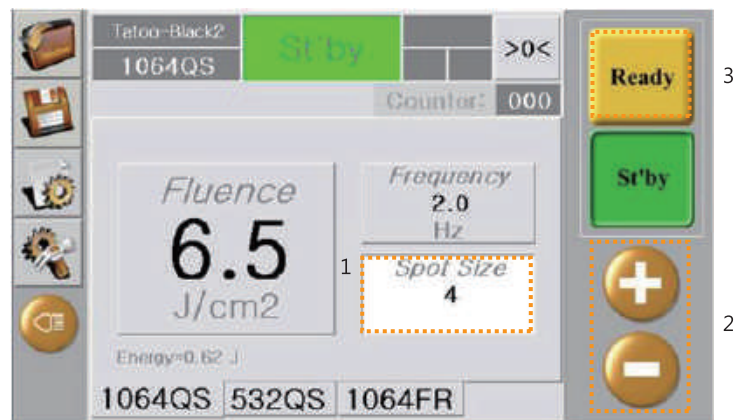 Tatoo-Black2
1064QS
St'by
>0<
Counter: 000
Ready
3
St'by
Fluence
6.5
J/cm2
Frequency
2.0
Hz
1
Spot Size
4
2
Energy=0.62 J
1064QS 532QS 1064FR